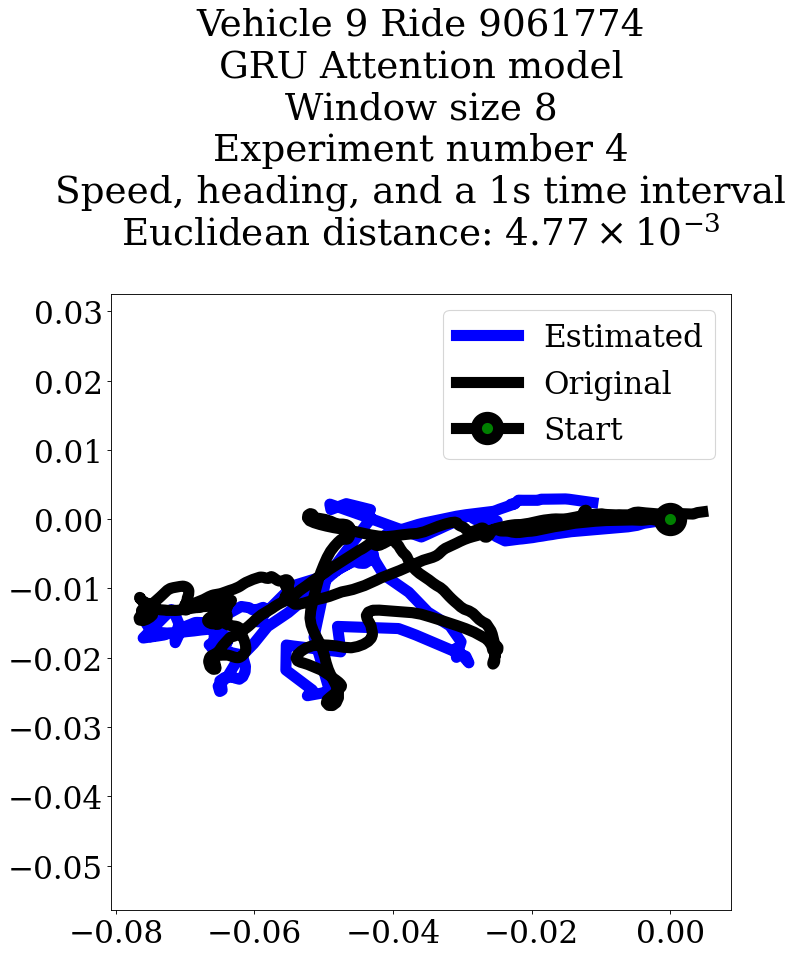 Vehicle 9 Ride 9061774
GRU Attention model
Window size 8
Experiment number 4
Speed, heading, and a 1s time interval
Euclidean distance: 4.77 × 10⁻³
Estimated
Original
Start
0.03
0.02
0.01
0.00
−0.01
−0.02
−0.03
−0.04
−0.05
−0.08 −0.06 −0.04 −0.02 0.00